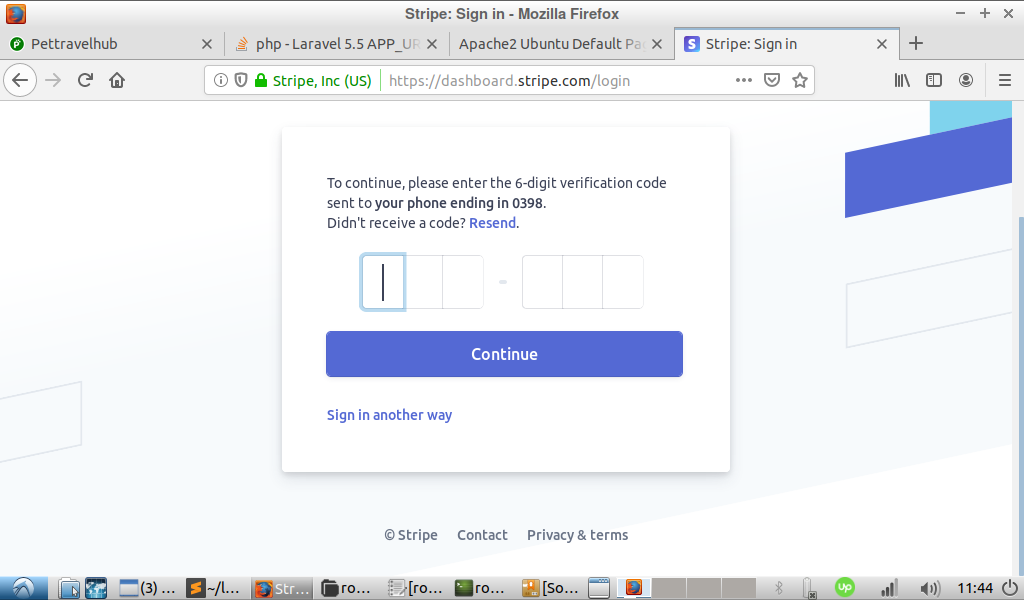 Stripe: Sign in - Mozilla Firefox
Pettravelhub
php - Laravel 5.5 APP_UR
Apache2 Ubuntu Default Pa
S Stripe: Sign in
Stripe, Inc (US) https://dashboard.stripe.com/login
To continue, please enter the 6-digit verification code
sent to your phone ending in 0398.
Didn't receive a code? Resend.
Continue
Sign in another way
© Stripe Contact Privacy & terms
(3) ... ~/l... Str... ro... [ro... ro... [So... up 11:44